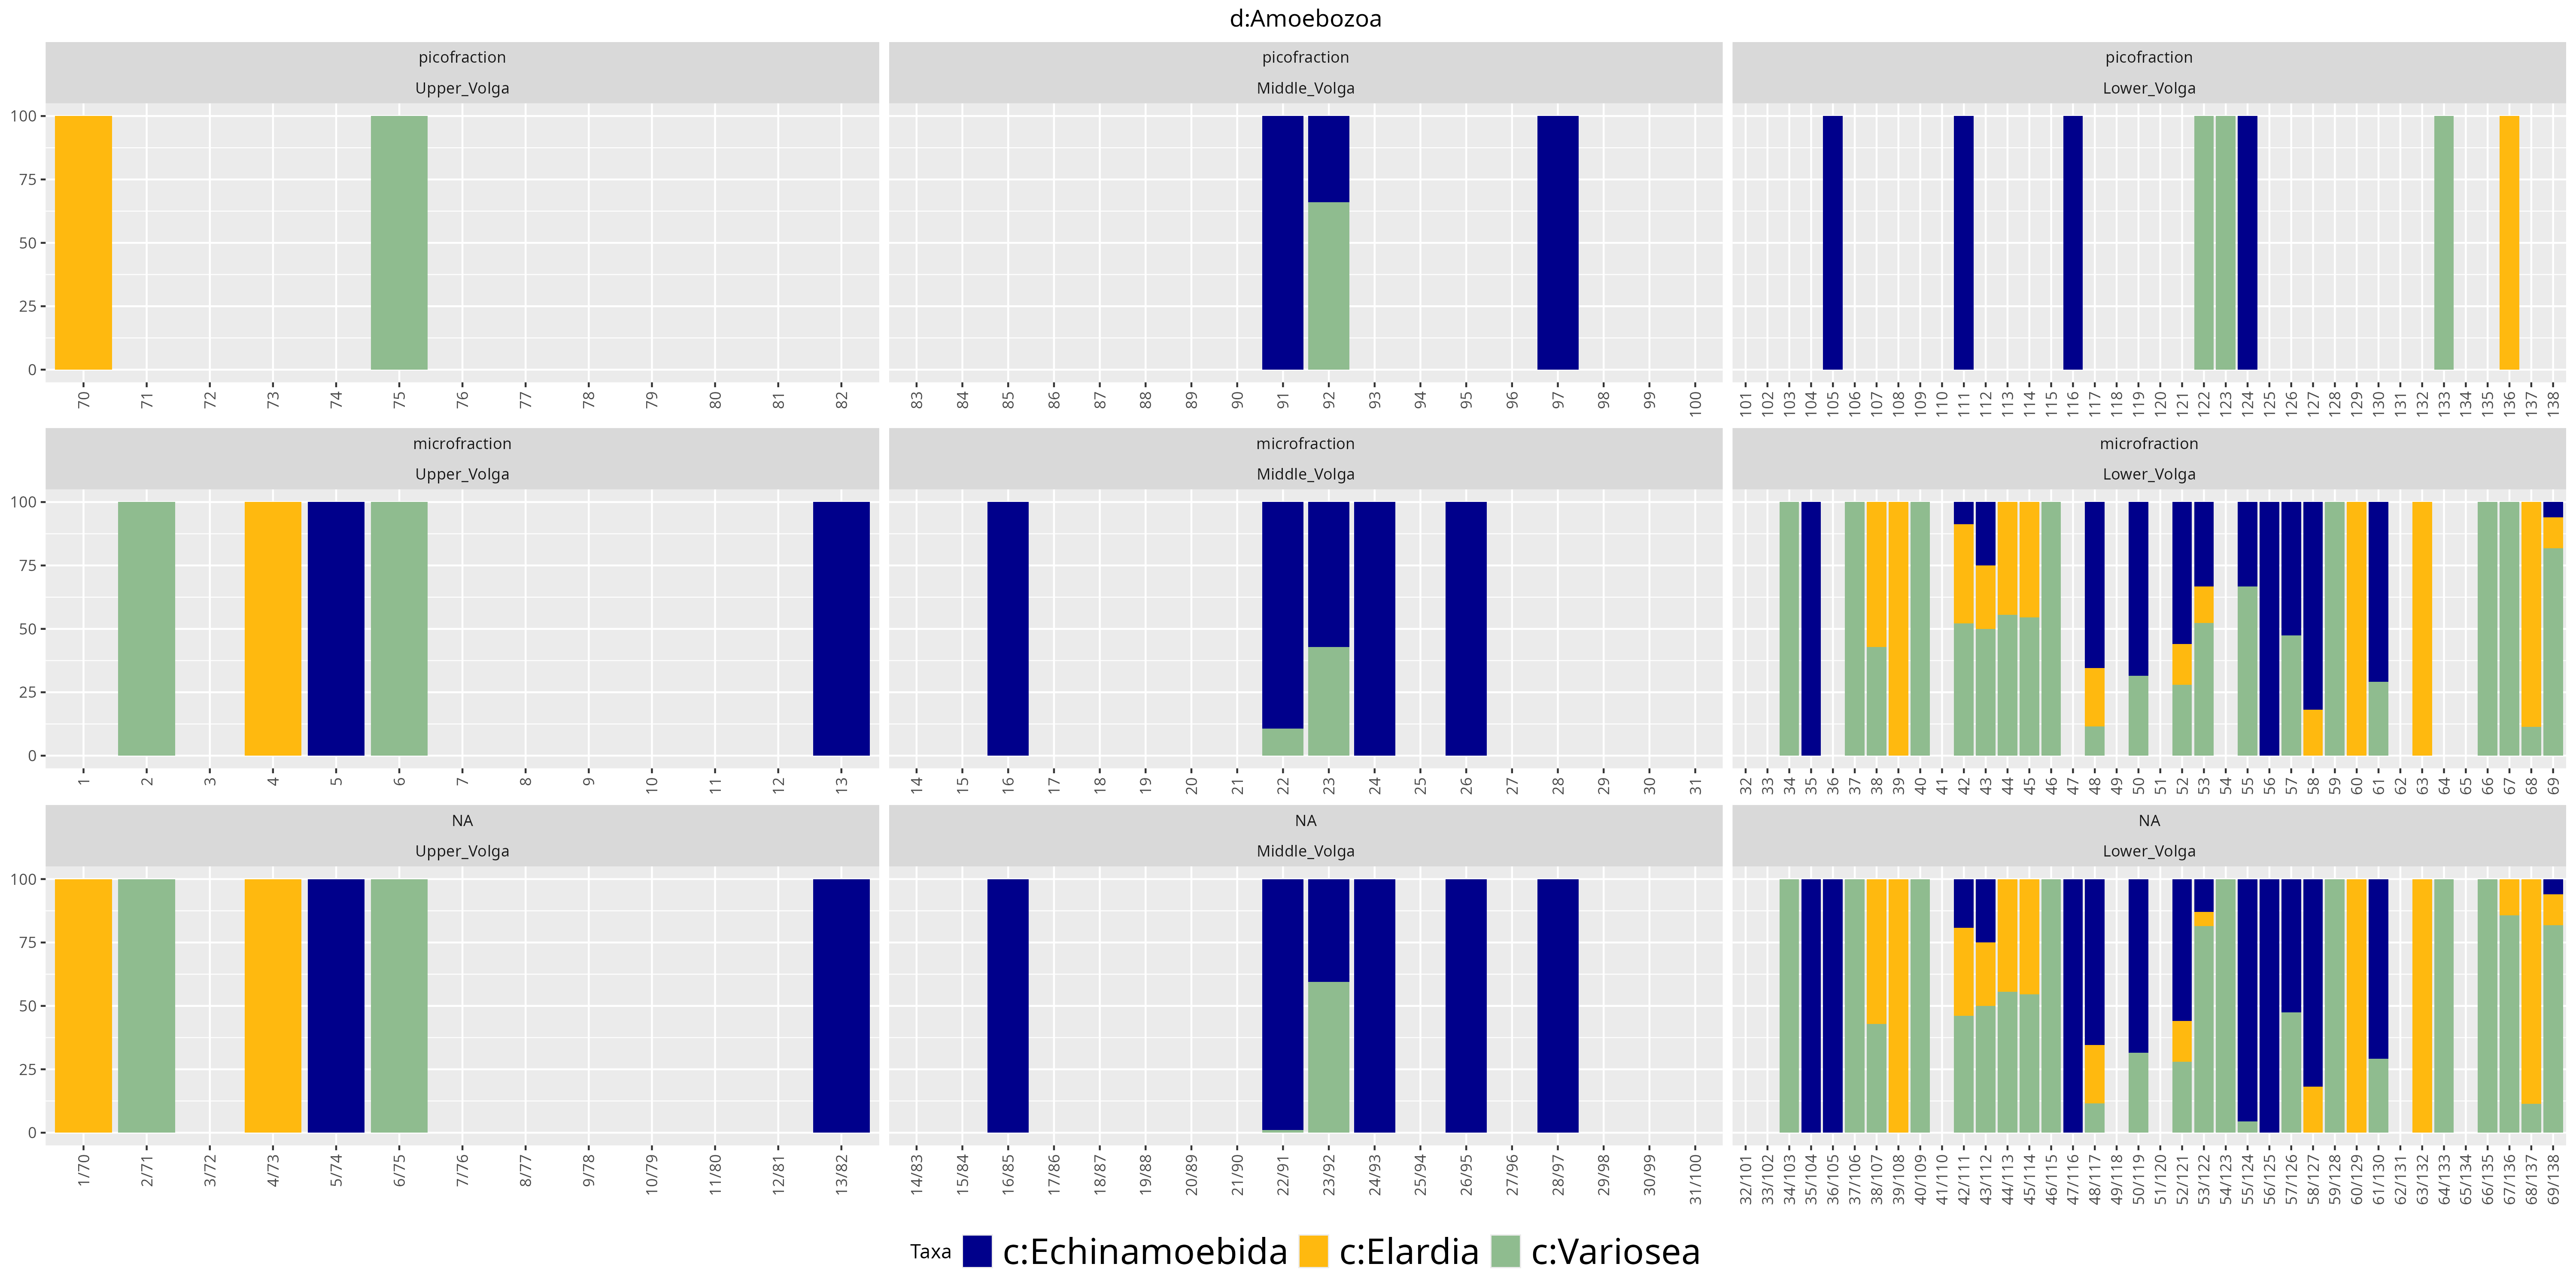 d:Amoebozoa
picofraction picofraction picofraction
Upper_Volga Middle_Volga Lower_Volga
100
75
50
25
0
70 71 72 73 74 75 76 77 78 79 80 81 82 83 84 85 86 87 88 89 90 91 92 93 94 95 96 97 98 99 100 101 102 103 104 105 106 107 108 109 110 111 112 113 114 115 116 117 118 119 120 121 122 123 124 125 126 127 128 129 130 131 132 133 134 135 136 137 138
microfraction microfraction microfraction
Upper_Volga Middle_Volga Lower_Volga
100
75
50
25
0
1 2 3 4 5 6 7 8 9 10 11 12 13 14 15 16 17 18 19 20 21 22 23 24 25 26 27 28 29 30 31 32 33 34 35 36 37 38 39 40 41 42 43 44 45 46 47 48 49 50 51 52 53 54 55 56 57 58 59 60 61 62 63 64 65 66 67 68 69
NA NA NA
Upper_Volga Middle_Volga Lower_Volga
100
75
50
25
0
1/70 2/71 3/72 4/73 5/74 6/75 7/76 8/77 9/78 10/79 11/80 12/81 13/82 14/83 15/84 16/85 17/86 18/87 19/88 20/89 21/90 22/91 23/92 24/93 25/94 26/95 27/96 28/97 29/98 30/99 31/100 32/101 33/102 34/103 35/104 36/105 37/106 38/107 39/108 40/109 41/110 42/111 43/112 44/113 45/114 46/115 47/116 48/117 49/118 50/119 51/120 52/121 53/122 54/123 55/124 56/125 57/126 58/127 59/128 60/129 61/130 62/131 63/132 64/133 65/134 66/135 67/136 68/137 69/138
Taxa c:Echinamoebida c:Elardia c:Variosea